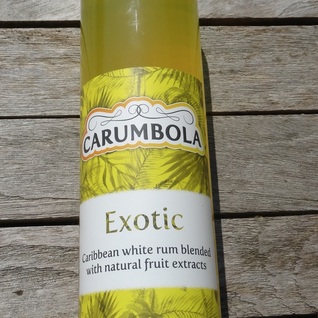 CARUMBOLA
Exotic
Caribbean white rum blended
with natural fruit extracts